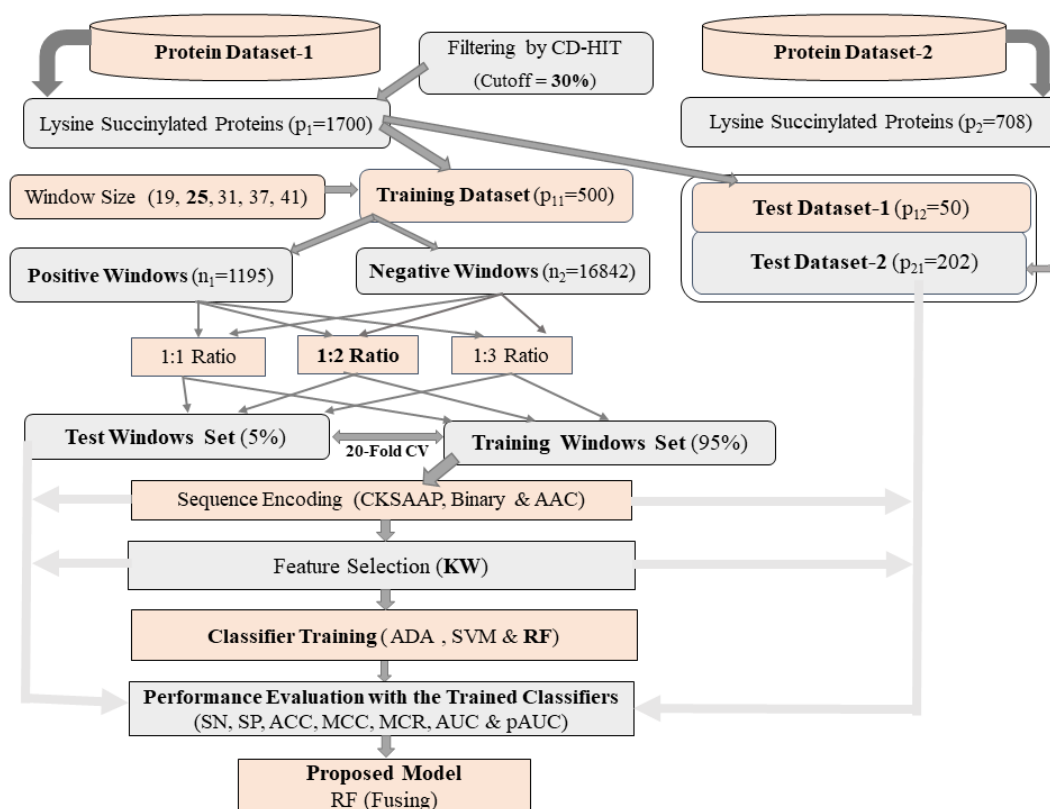 Protein Dataset-1
Filtering by CD-HIT
(Cutoff = 30%)
Protein Dataset-2
Lysine Succinylated Proteins (p₁=1700)
Lysine Succinylated Proteins (p₂=708)
Window Size (19, 25, 31, 37, 41)
Training Dataset (p₁₁=500)
Test Dataset-1 (p₁₂=50)
Test Dataset-2 (p₂₁=202)
Positive Windows (n₁=1195)
Negative Windows (n₂=16842)
1:1 Ratio
1:2 Ratio
1:3 Ratio
Test Windows Set (5%)
20-Fold CV
Training Windows Set (95%)
Sequence Encoding (CKSAAP, Binary & AAC)
Feature Selection (KW)
Classifier Training (ADA , SVM & RF)
Performance Evaluation with the Trained Classifiers
(SN, SP, ACC, MCC, MCR, AUC & pAUC)
Proposed Model
RF (Fusing)